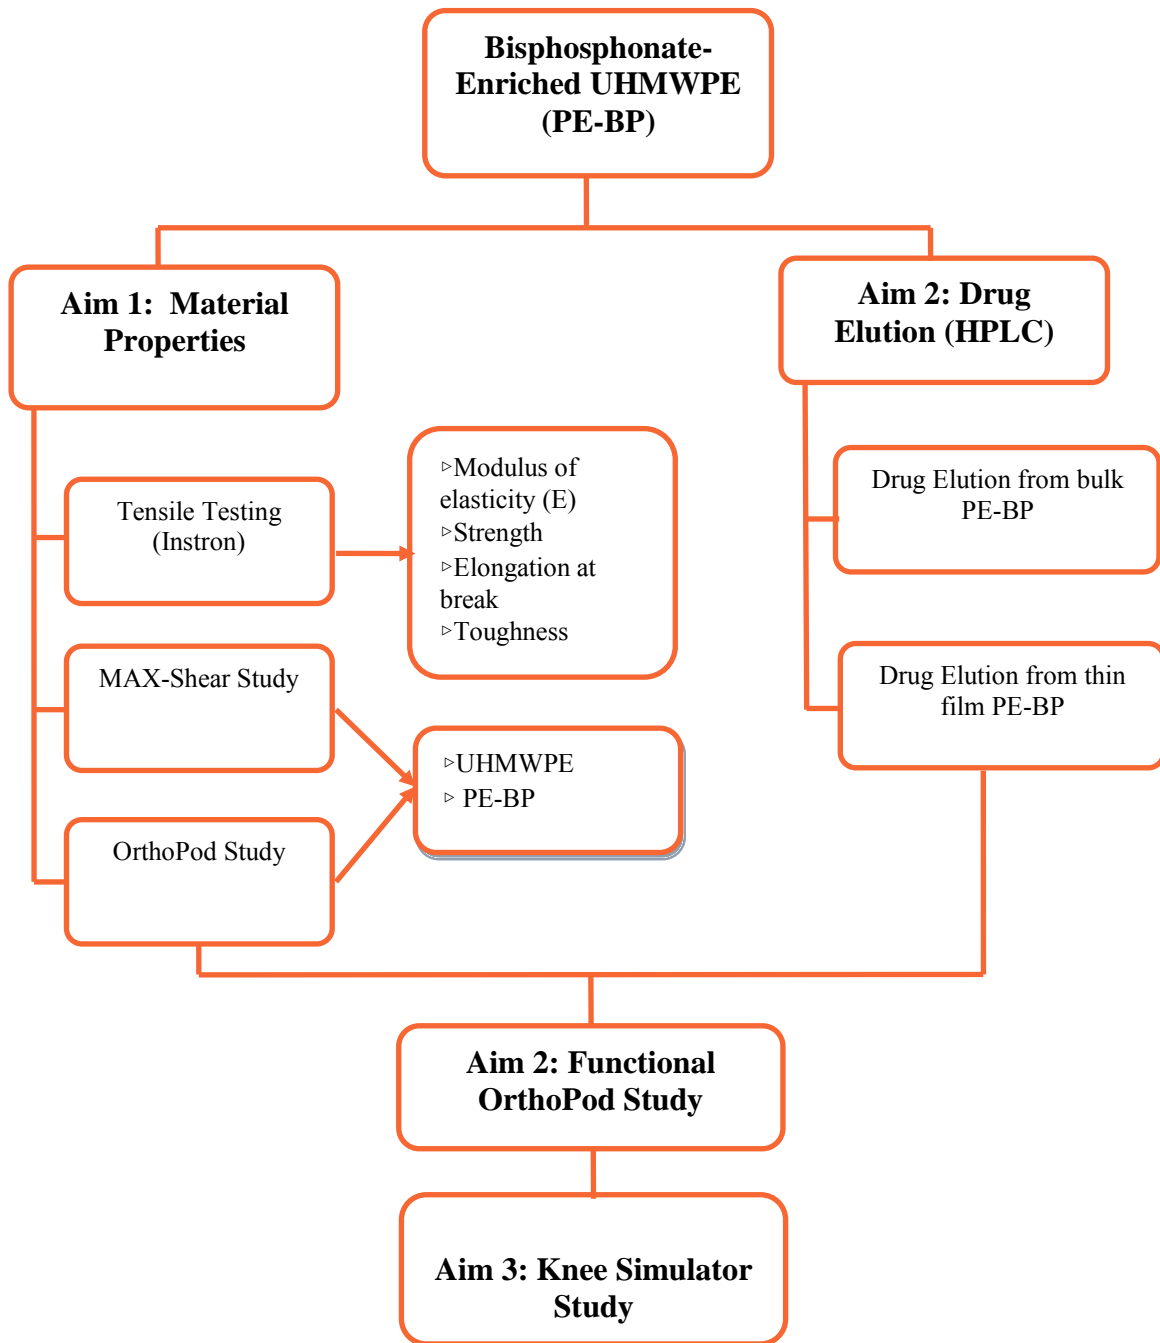 Bisphosphonate-
Enriched UHMWPE
(PE-BP)
Aim 1:  Material
Properties
Aim 2: Drug
Elution (HPLC)
Tensile Testing
(Instron)
▹Modulus of
elasticity (E)
▹Strength
▹Elongation at
break
▹Toughness
Drug Elution from bulk
PE-BP
MAX-Shear Study
Drug Elution from thin
film PE-BP
▹UHMWPE
▹ PE-BP
OrthoPod Study
Aim 2: Functional
OrthoPod Study
Aim 3: Knee Simulator
Study